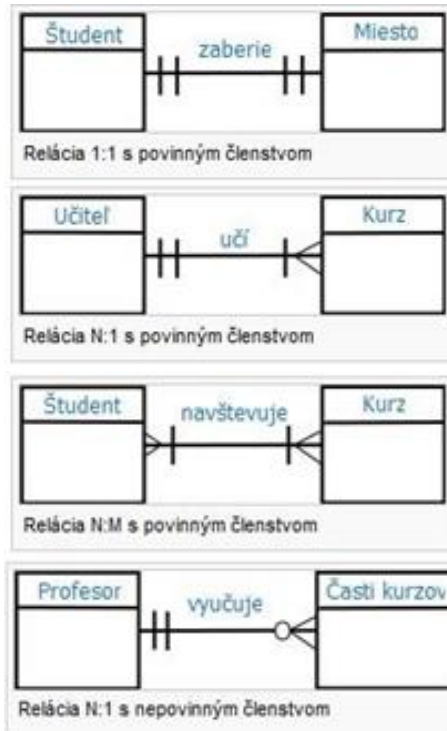 Študent zaberie Miesto
Relácia 1:1 s povinným členstvom
Učiteľ učí Kurz
Relácia N:1 s povinným členstvom
Študent navštevuje Kurz
Relácia N:M s povinným členstvom
Profesor vyučuje Časti kurzov
Relácia N:1 s nepovinným členstvom